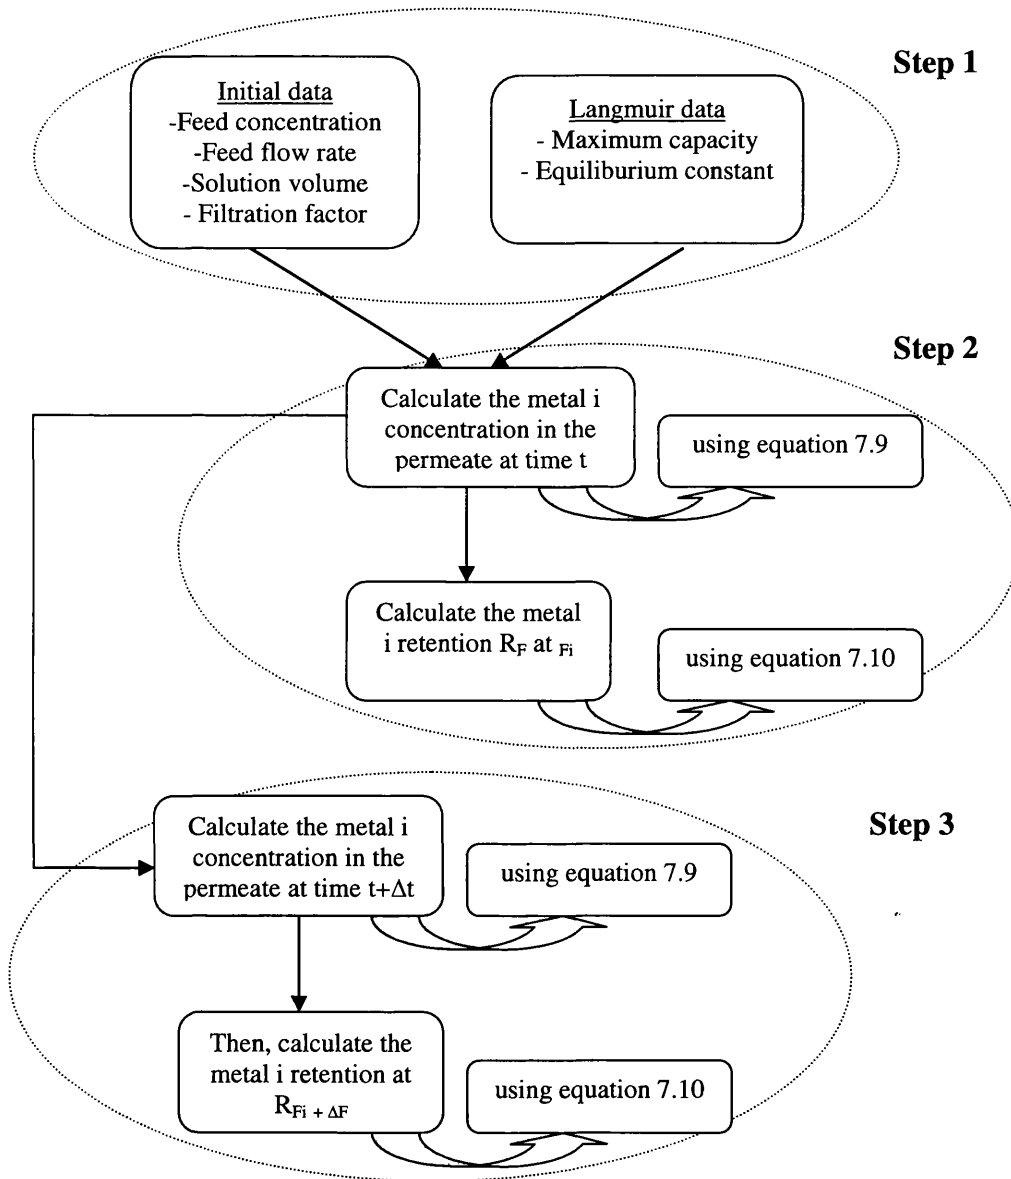 Step 1
Initial data
-Feed concentration
-Feed flow rate
-Solution volume
- Filtration factor
Langmuir data
- Maximum capacity
- Equiliburium constant
Step 2
Calculate the metal i
concentration in the
permeate at time t
using equation 7.9
Calculate the metal
i retention R_F at _Fi
using equation 7.10
Step 3
Calculate the metal i
concentration in the
permeate at time t+Δt
using equation 7.9
Then, calculate the
metal i retention at
R_Fi + ΔF
using equation 7.10